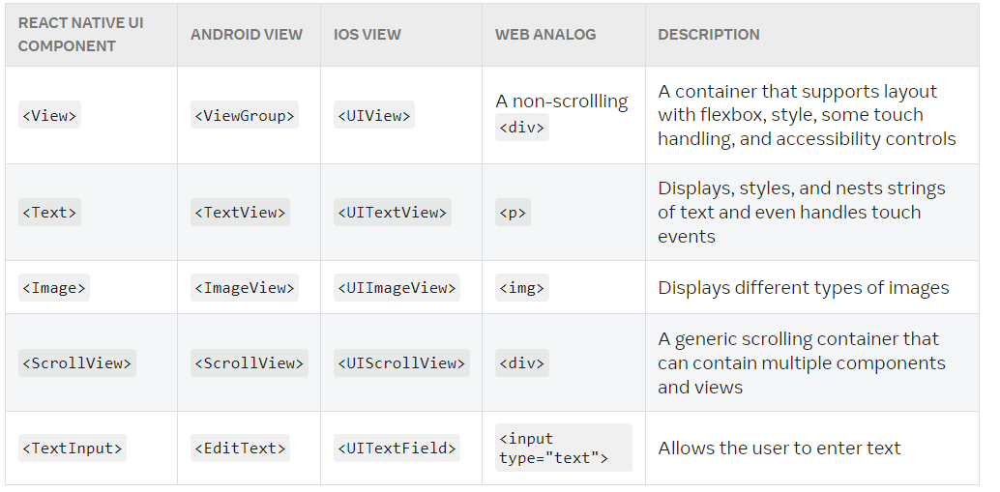 REACT NATIVE UI
COMPONENT
ANDROID VIEW
IOS VIEW
WEB ANALOG
DESCRIPTION
<View>
<ViewGroup>
<UIView>
A non-scrollling
<div>
A container that supports layout
with flexbox, style, some touch
handling, and accessibility controls
<Text>
<TextView>
<UITextView>
<p>
Displays, styles, and nests strings
of text and even handles touch
events
<Image>
<ImageView>
<UIImageView>
<img>
Displays different types of images
<ScrollView>
<ScrollView>
<UIScrollView>
<div>
A generic scrolling container that
can contain multiple components
and views
<TextInput>
<EditText>
<UITextField>
<input
type="text">
Allows the user to enter text